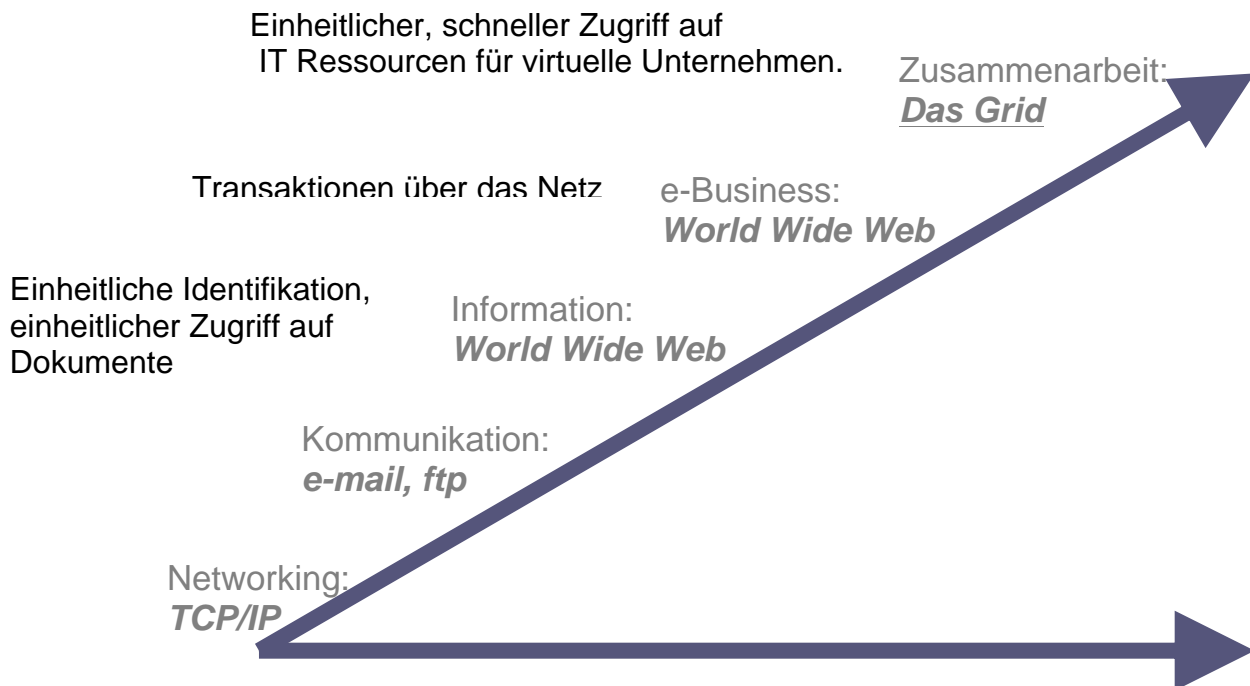 Einheitlicher, schneller Zugriff auf
IT Ressourcen für virtuelle Unternehmen.
Zusammenarbeit:
Das Grid
Transaktionen über das Netz
e-Business:
World Wide Web
Einheitliche Identifikation,
einheitlicher Zugriff auf
Dokumente
Information:
World Wide Web
Kommunikation:
e-mail, ftp
Networking:
TCP/IP